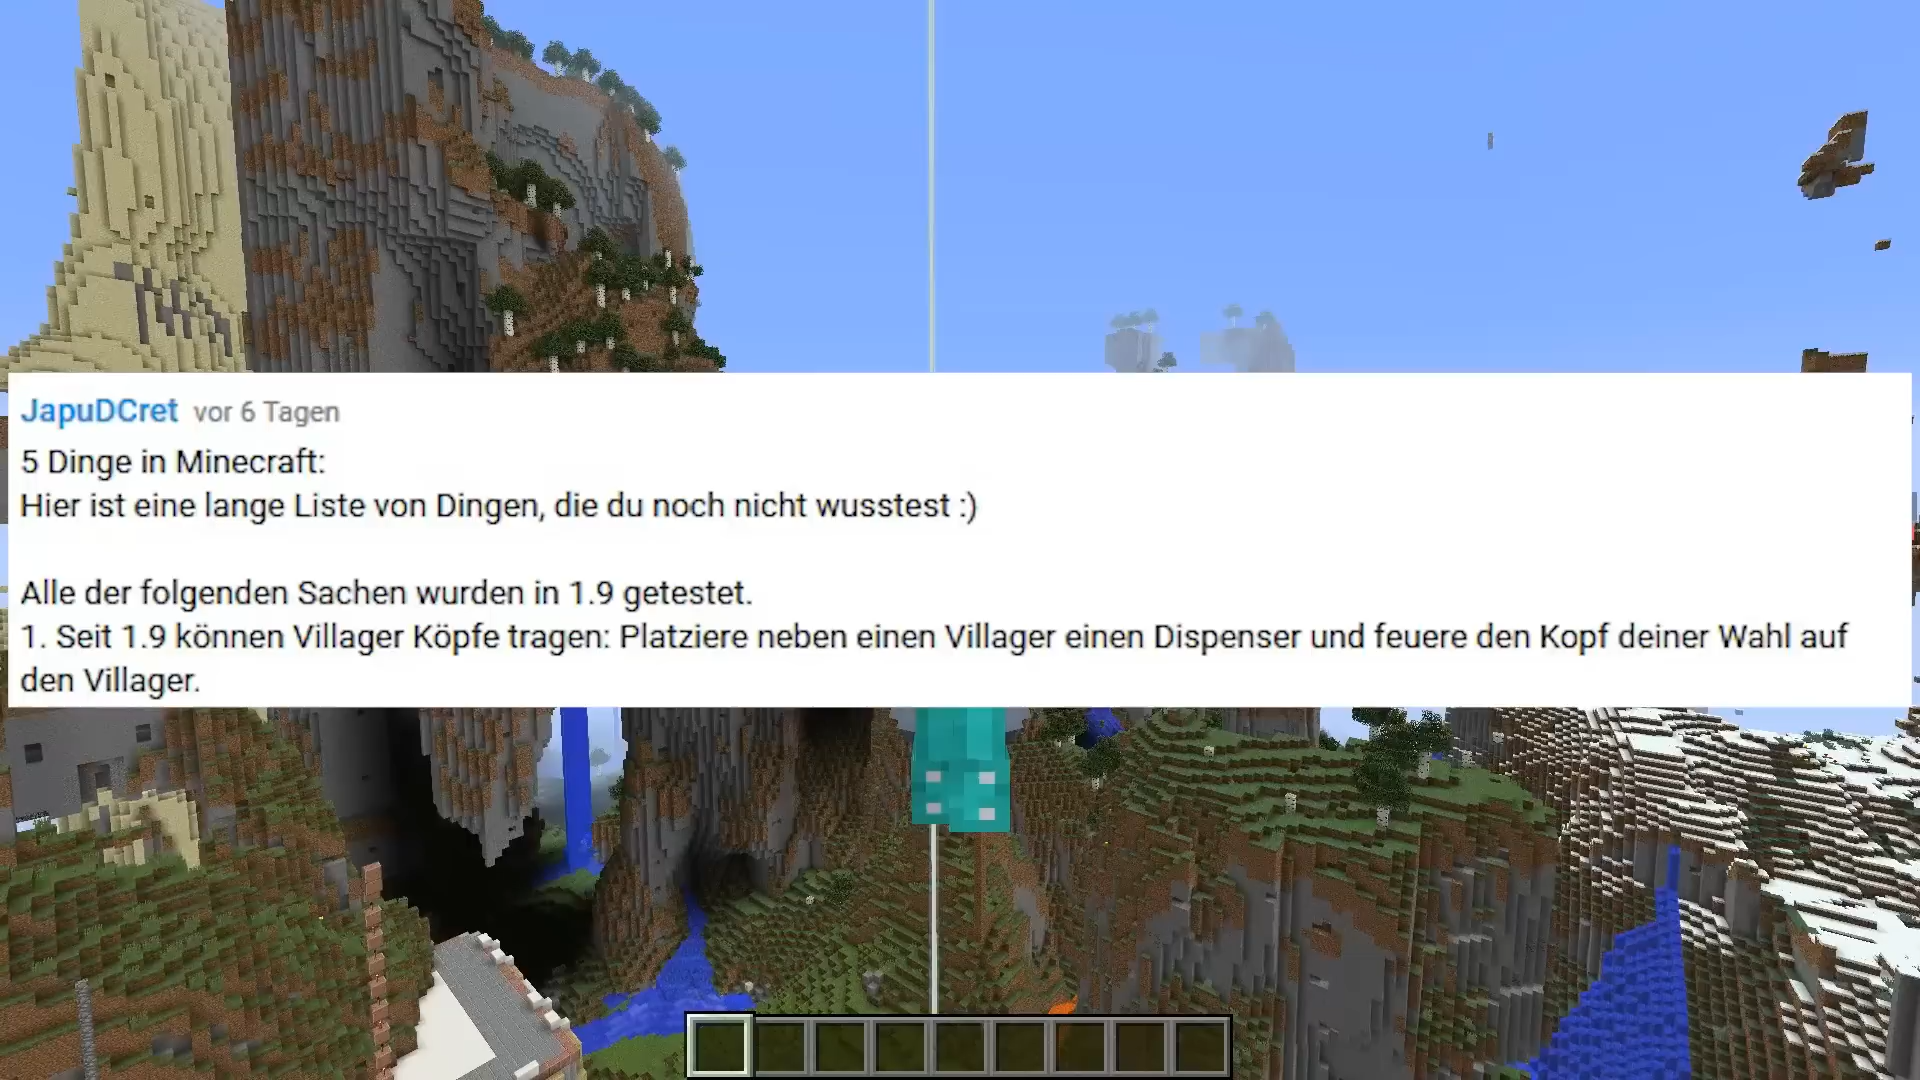 JapuDCret vor 6 Tagen
5 Dinge in Minecraft:
Hier ist eine lange Liste von Dingen, die du noch nicht wusstest :)
Alle der folgenden Sachen wurden in 1.9 getestet.
1. Seit 1.9 können Villager Köpfe tragen: Platziere neben einen Villager einen Dispenser und feuere den Kopf deiner Wahl auf
den Villager.